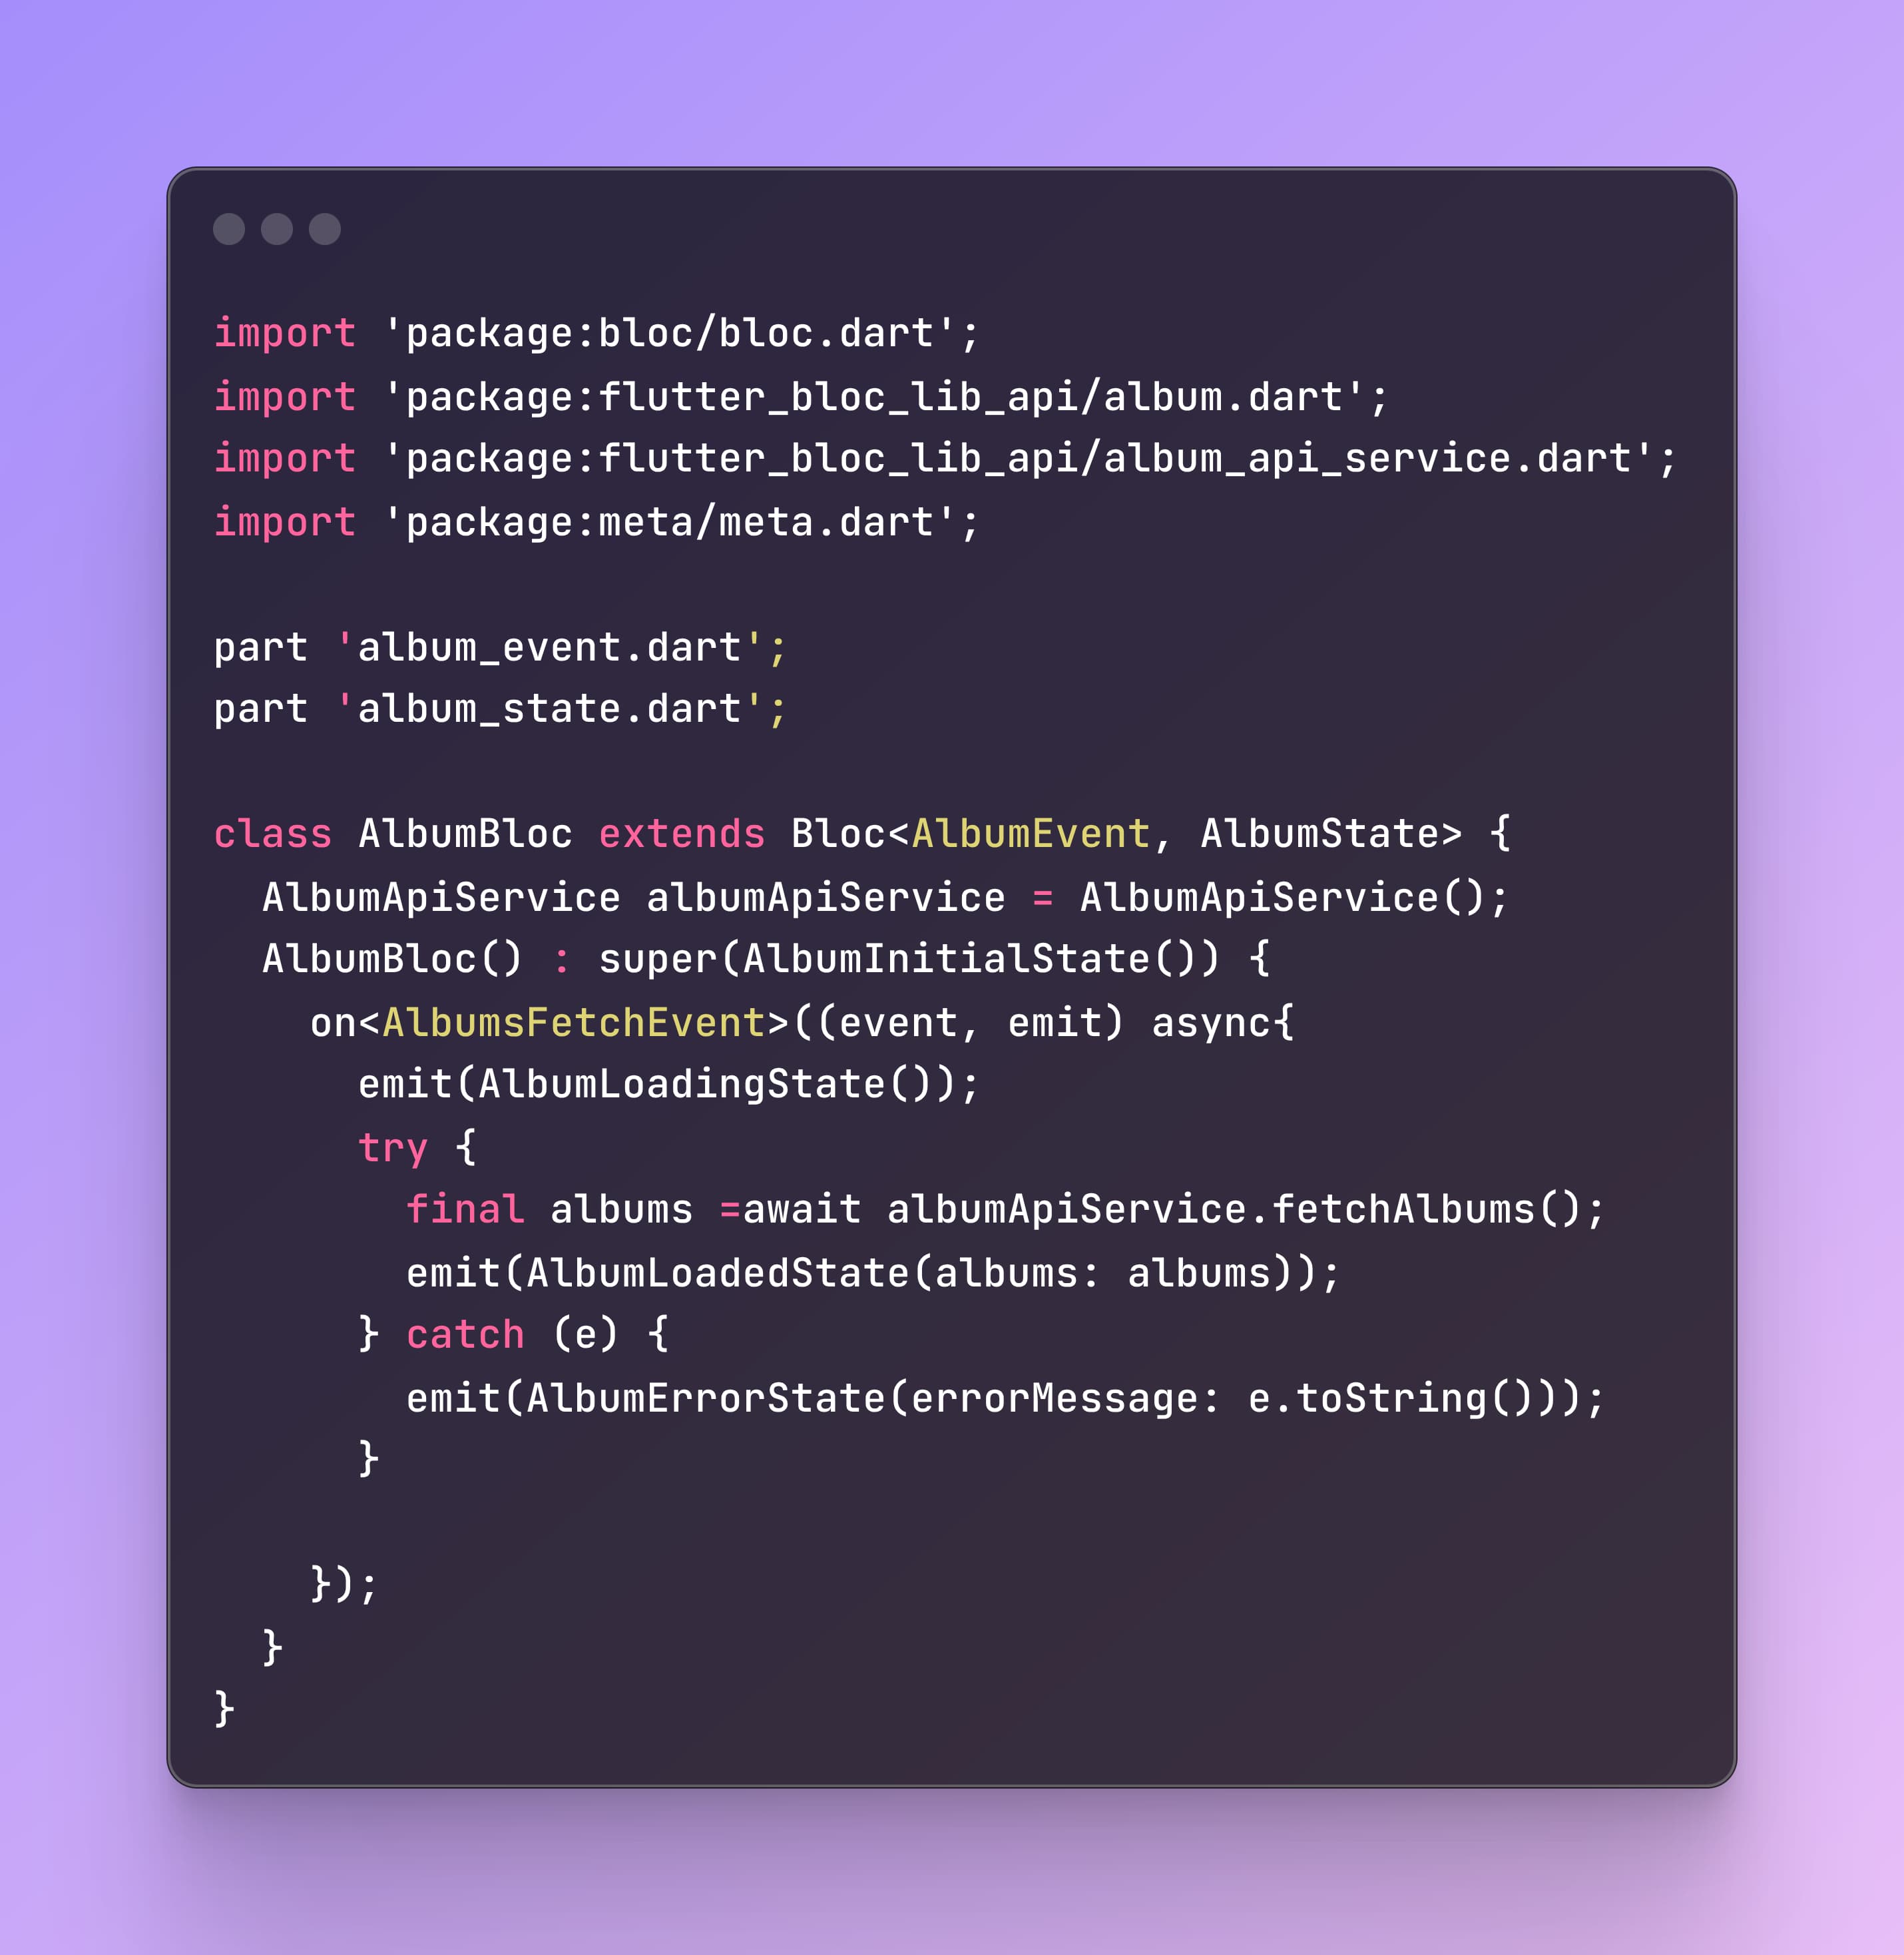 import 'package:bloc/bloc.dart';
import 'package:flutter_bloc_lib_api/album.dart';
import 'package:flutter_bloc_lib_api/album_api_service.dart';
import 'package:meta/meta.dart';

part 'album_event.dart';
part 'album_state.dart';

class AlbumBloc extends Bloc<AlbumEvent, AlbumState> {
  AlbumApiService albumApiService = AlbumApiService();
  AlbumBloc() : super(AlbumInitialState()) {
    on<AlbumsFetchEvent>((event, emit) async{
      emit(AlbumLoadingState());
      try {
        final albums =await albumApiService.fetchAlbums();
        emit(AlbumLoadedState(albums: albums));
      } catch (e) {
        emit(AlbumErrorState(errorMessage: e.toString()));
      }

    });
  }
}